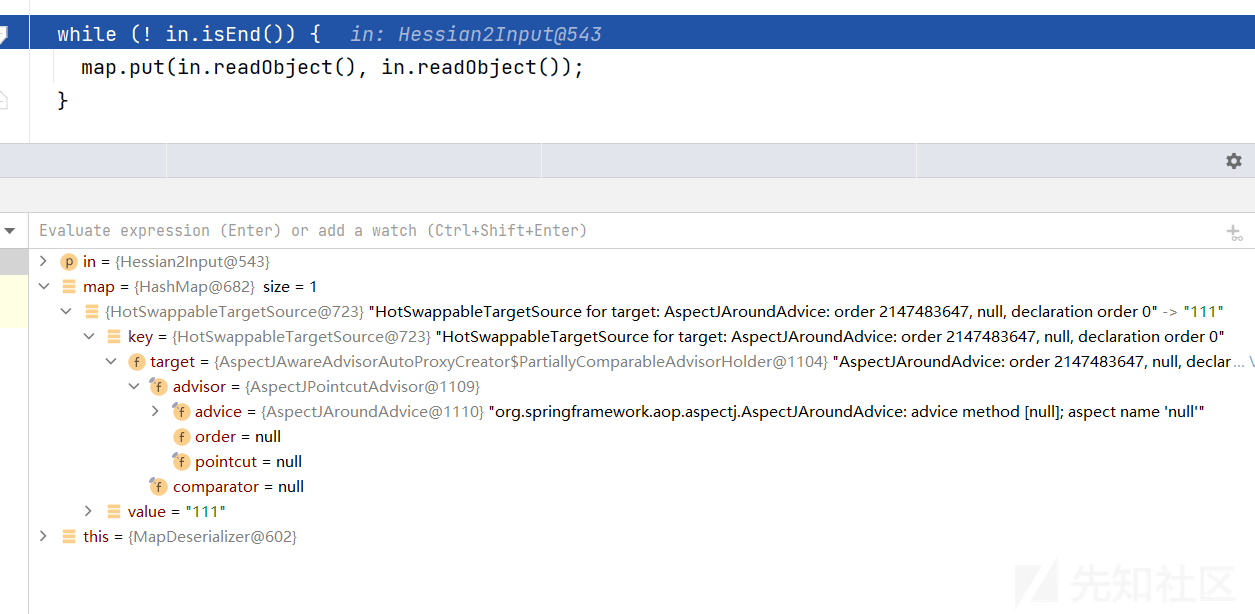 while (! in.isEnd()) {   in: Hessian2Input@543
map.put(in.readObject(), in.readObject());
}
Evaluate expression (Enter) or add a watch (Ctrl+Shift+Enter)
p in = {Hessian2Input@543}
map = {HashMap@682} size = 1
{HotSwappableTargetSource@723} "HotSwappableTargetSource for target: AspectJAroundAdvice: order 2147483647, null, declaration order 0" -> "111"
key = {HotSwappableTargetSource@723} "HotSwappableTargetSource for target: AspectJAroundAdvice: order 2147483647, null, declaration order 0"
f target = {AspectJAwareAdvisorAutoProxyCreator$PartiallyComparableAdvisorHolder@1104} "AspectJAroundAdvice: order 2147483647, null, declar ...
f advisor = {AspectJPointcutAdvisor@1109}
f advice = {AspectJAroundAdvice@1110} "org.springframework.aop.aspectj.AspectJAroundAdvice: advice method [null]; aspect name 'null'"
f order = null
f pointcut = null
f comparator = null
value = "111"
this = {MapDeserializer@602}
先知社区